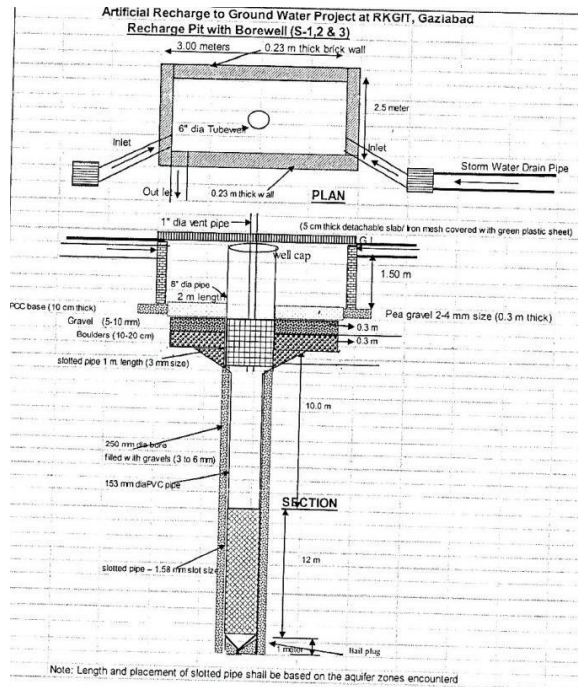 Artificial Recharge to Ground Water Project at RKGIT, Gaziabad
Recharge Pit with Borewell (S-1,2 & 3)
3.00 meters
0.23 m thick brick wall
2.5 meter
6" dia Tubewell
Inlet
Inlet
Storm Water Drain Pipe
Out let
0.23 m thick wall
PLAN
1" dia vent pipe
(5 cm thick detachable slab/ Iron mesh covered with green plastic sheet)
G.L
well cap
1.50 m
8" dia pipe
2 m length
PCC base (10 cm thick)
Pea gravel 2-4 mm size (0.3 m thick)
Gravel (5-10 mm)
0.3 m
Boulders (10-20 cm)
0.3 m
slotted pipe 1 m. length (3 mm size)
10.0 m
250 mm dia bore
filled with gravels (3 to 6 mm)
153 mm diaPVC pipe
SECTION
12 m
slotted pipe – 1.58 mm slot size
1 meter
Bail plug
Note: Length and placement of slotted pipe shall be based on the aquifer zones encounterd